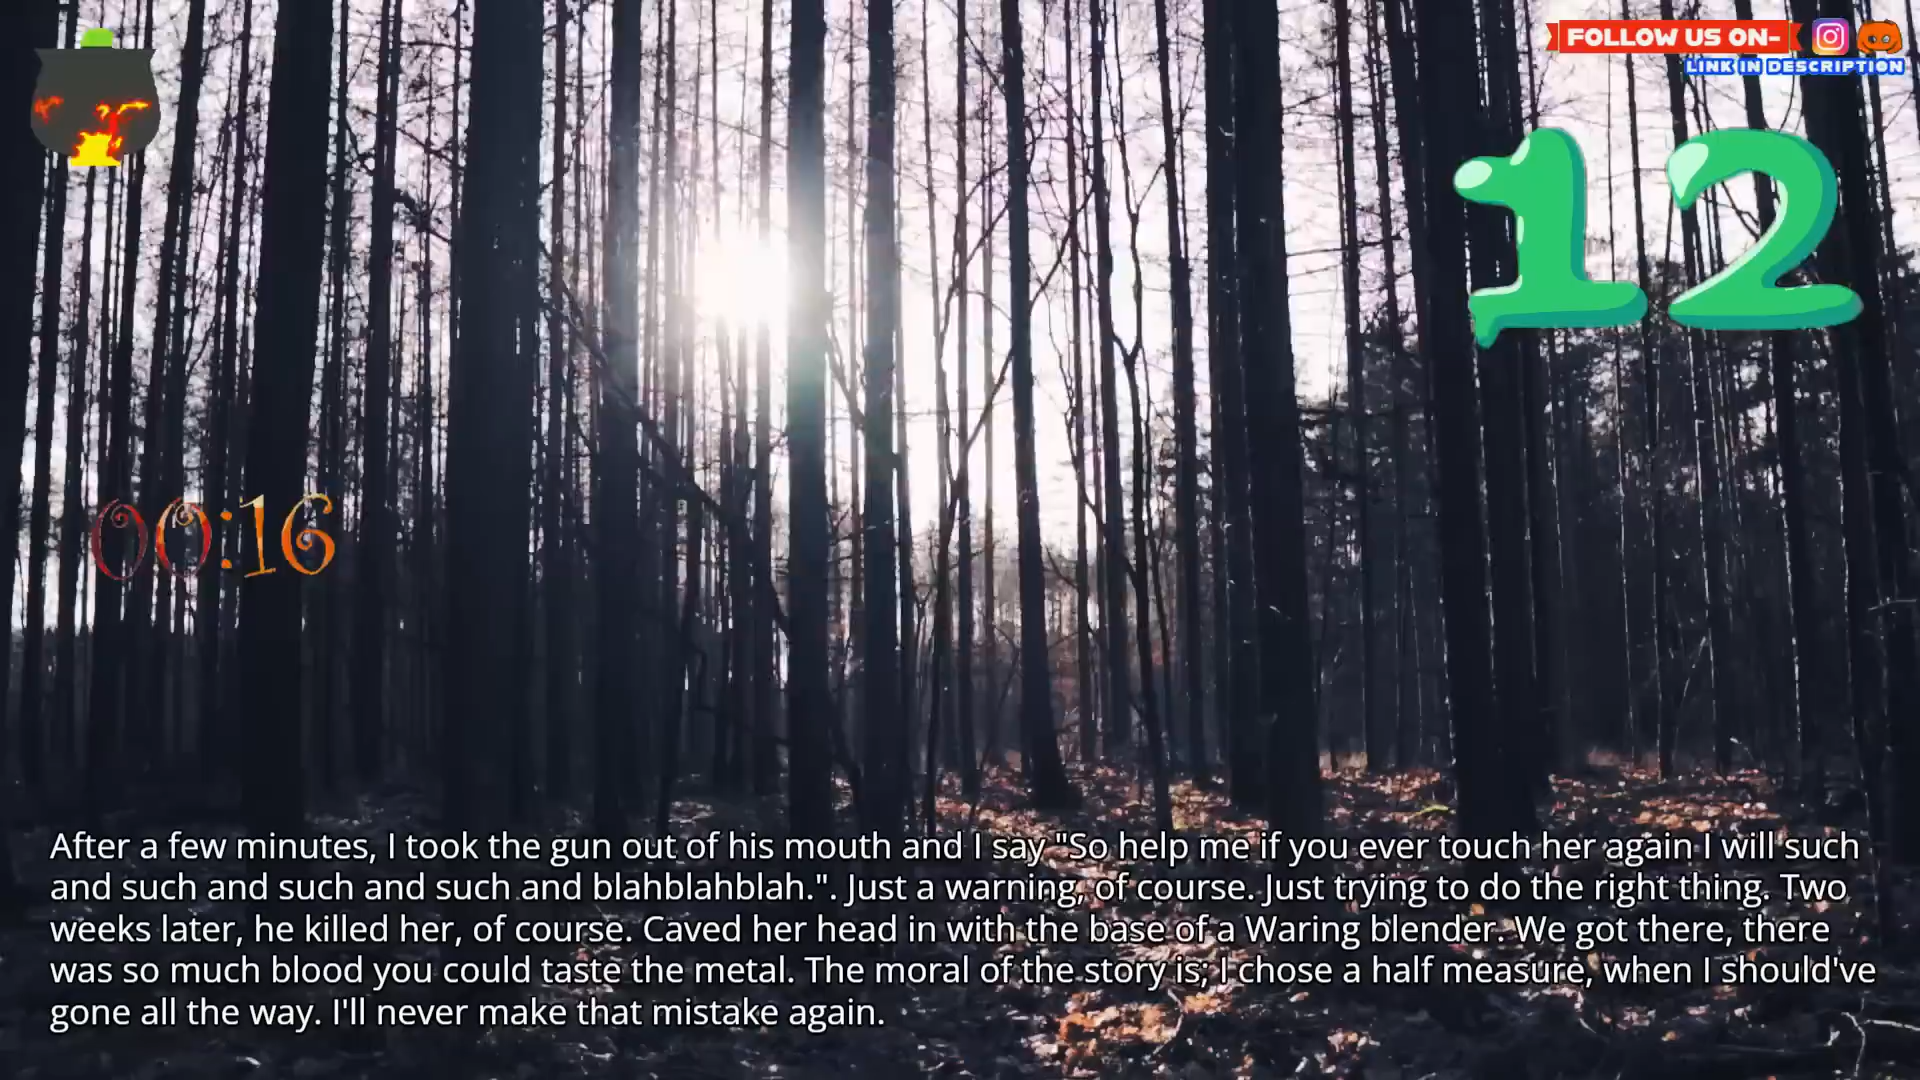 FOLLOW US ON-
LINK IN DESCRIPTION
12
00:16
After a few minutes, I took the gun out of his mouth and I say "So help me if you ever touch her again I will such
and such and such and such and blahblahblah.". Just a warning, of course. Just trying to do the right thing. Two
weeks later, he killed her, of course. Caved her head in with the base of a Waring blender. We got there, there
was so much blood you could taste the metal. The moral of the story is; I chose a half measure, when I should've
gone all the way. I'll never make that mistake again.